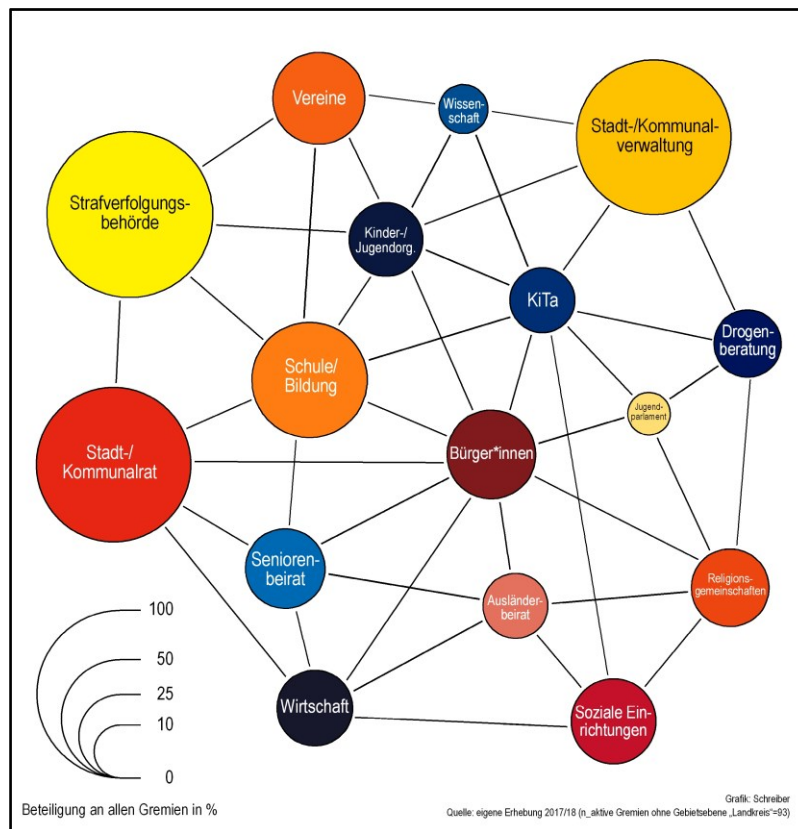 Vereine
Wissen-
schaft
Stadt-/Kommunal-
verwaltung
Strafverfolgungs-
behörde
Kinder-/
Jugendorg.
KiTa
Drogen-
beratung
Schule/
Bildung
Jugend-
parlament
Stadt-/
Kommunalrat
Bürger*innen
Senioren-
beirat
Ausländer-
beirat
Religions-
gemeinschaften
Wirtschaft
Soziale Ein-
richtungen
100
50
25
10
0
Beteiligung an allen Gremien in %
Grafik: Schreiber
Quelle: eigene Erhebung 2017/18 (n_aktive Gremien ohne Gebietsebene „Landkreis“=93)